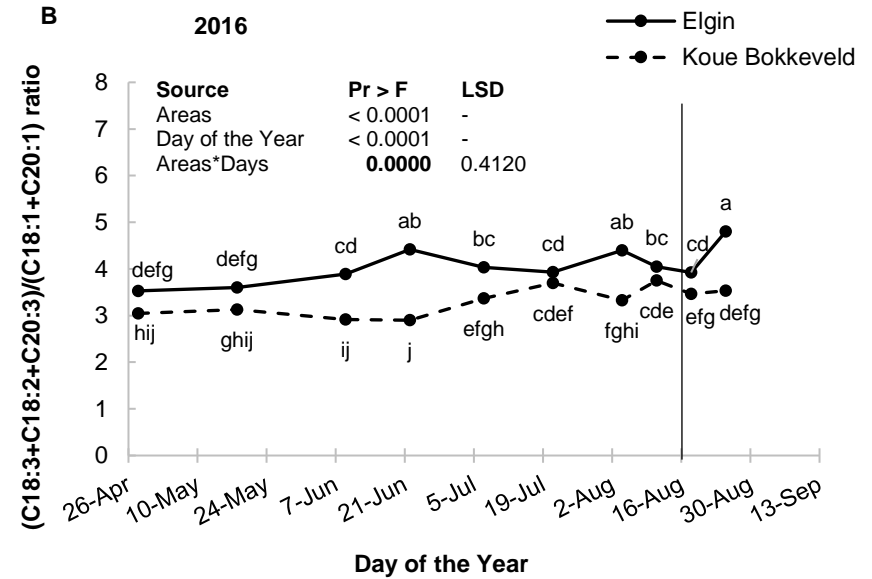 B
2016
Elgin
Koue Bokkeveld
(C18:3+C18:2+C20:3)/(C18:1+C20:1) ratio
8
7
6
5
4
3
2
1
0
Source Pr > F LSD
Areas < 0.0001 -
Day of the Year < 0.0001 -
Areas*Days 0.0000 0.4120
defg defg cd ab bc cd ab bc cd a
hij ghij ij j efgh cdef fghi cde efg defg
26-Apr 10-May 24-May 7-Jun 21-Jun 5-Jul 19-Jul 2-Aug 16-Aug 30-Aug 13-Sep
Day of the Year